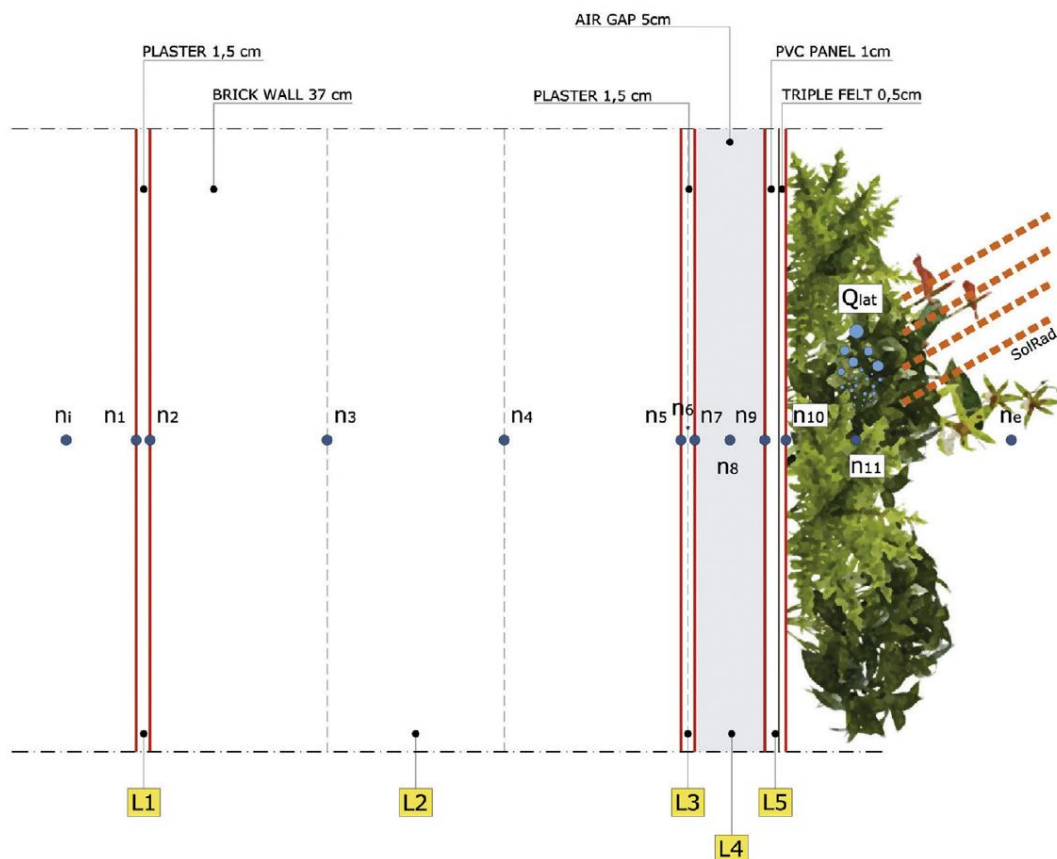 AIR GAP 5cm
PLASTER 1,5 cm
PVC PANEL 1cm
BRICK WALL 37 cm
PLASTER 1,5 cm
TRIPLE FELT 0,5cm
Qlat
SolRad
ni
n1
n2
n3
n4
n5
n6
n7
n8
n9
n10
n11
ne
L1
L2
L3
L4
L5